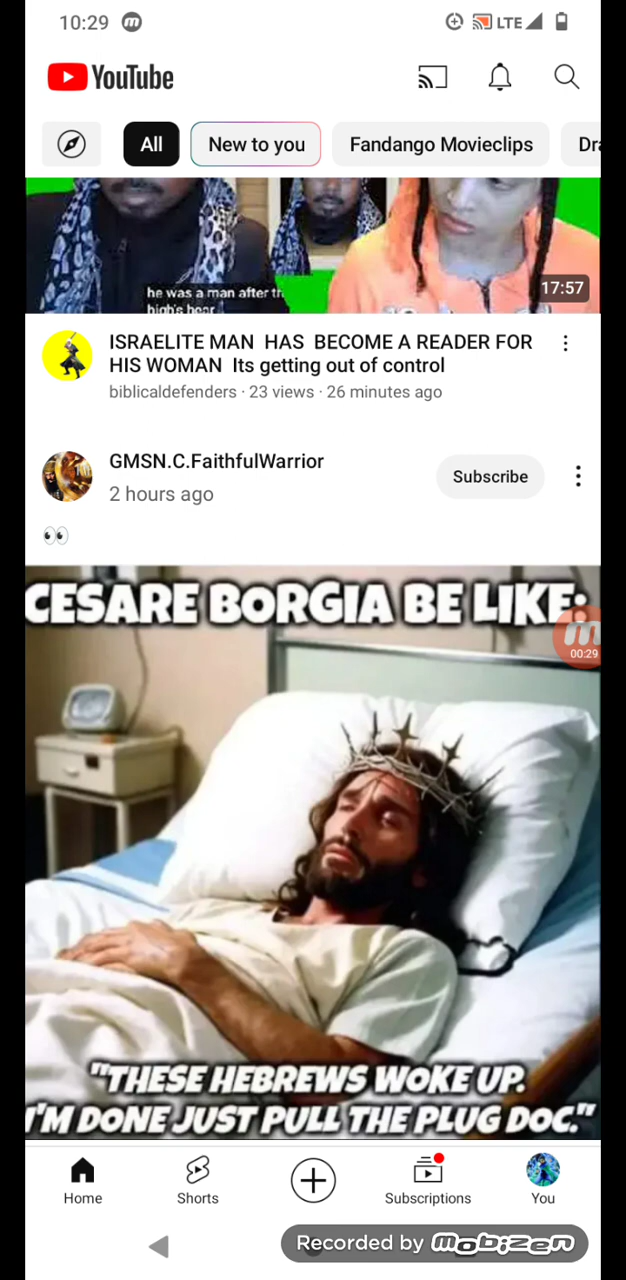 10:29
LTE
YouTube
All
New to you
Fandango Movieclips
Dra
he was a man after th
high's hear
17:57
ISRAELITE MAN HAS BECOME A READER FOR
HIS WOMAN Its getting out of control
biblicaldefenders · 23 views · 26 minutes ago
GMSN.C.FaithfulWarrior
2 hours ago
Subscribe
CESARE BORGIA BE LIKE:
00:29
"THESE HEBREWS WOKE UP.
I'M DONE JUST PULL THE PLUG DOC."
Home
Shorts
Subscriptions
You
Recorded by mobizen